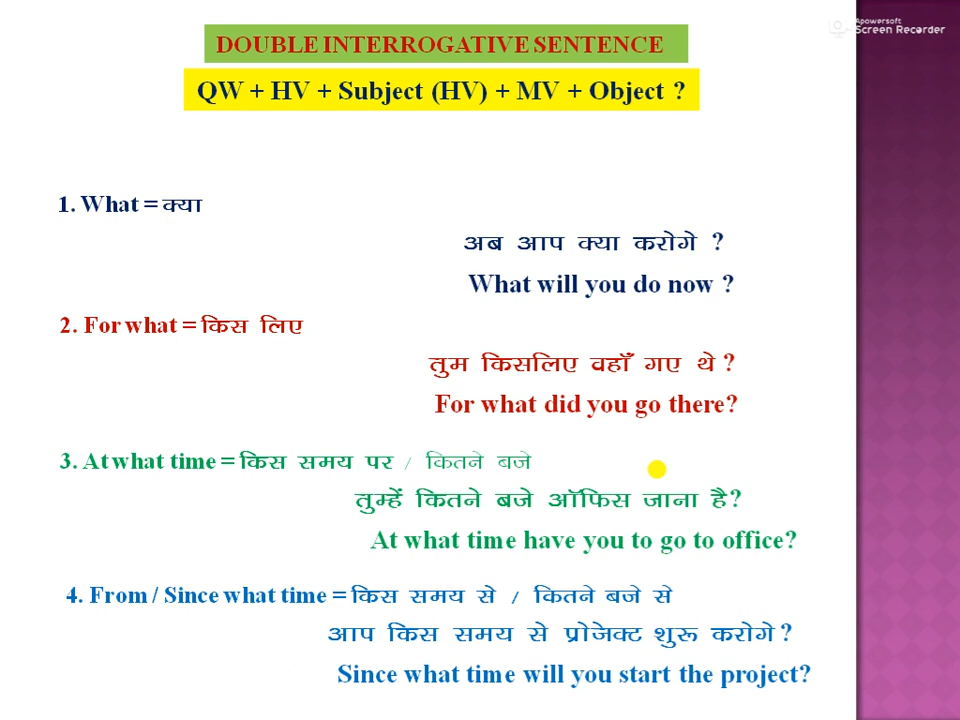 Apowersoft
Screen Recorder
DOUBLE INTERROGATIVE SENTENCE
QW + HV + Subject (HV) + MV + Object ?
1. What = क्या
अब आप क्या करोगे ?
What will you do now ?
2. For what = किस लिए
तुम किसलिए वहाँ गए थे ?
For what did you go there?
3. At what time = किस समय पर / कितने बजे
तुम्हें कितने बजे ऑफिस जाना है?
At what time have you to go to office?
4. From / Since what time = किस समय से / कितने बजे से
आप किस समय से प्रोजेक्ट शुरू करोगे ?
Since what time will you start the project?